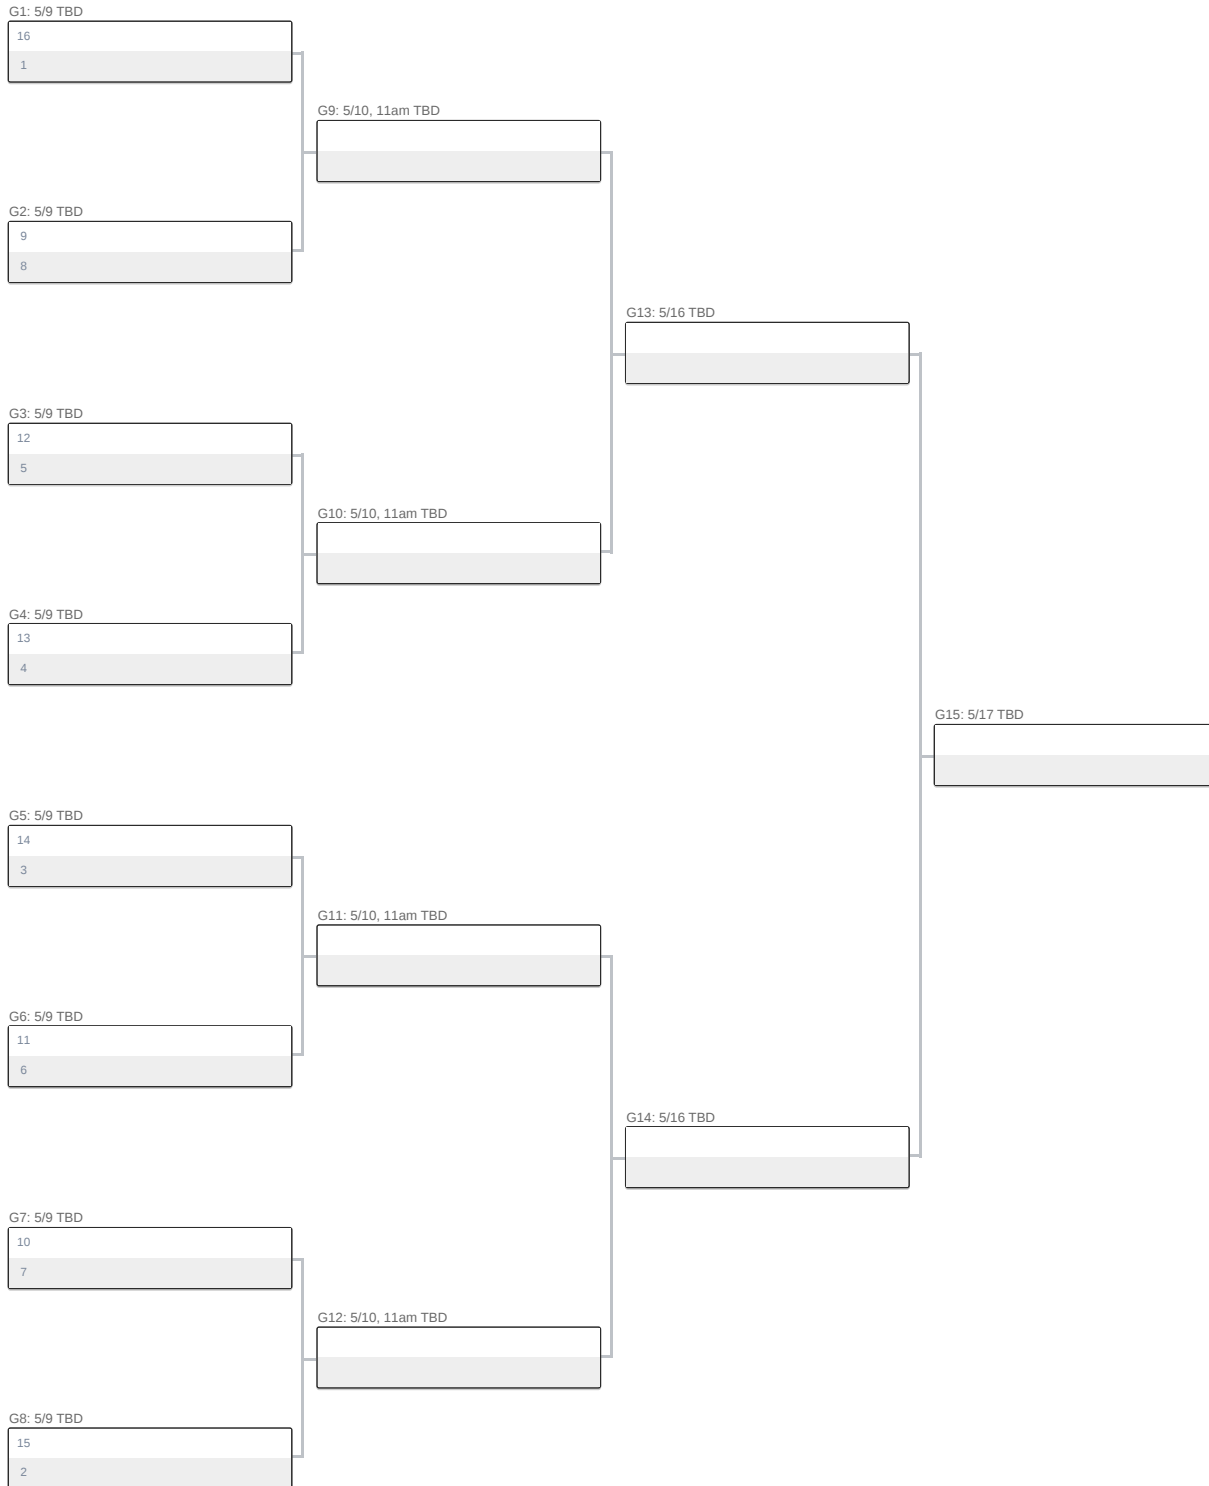 G1: 5/9 TBD
16
1
G9: 5/10, 11am TBD
G2: 5/9 TBD
9
8
G13: 5/16 TBD
G3: 5/9 TBD
12
5
G10: 5/10, 11am TBD
G4: 5/9 TBD
13
4
G15: 5/17 TBD
G5: 5/9 TBD
14
3
G11: 5/10, 11am TBD
G6: 5/9 TBD
11
6
G14: 5/16 TBD
G7: 5/9 TBD
10
7
G12: 5/10, 11am TBD
G8: 5/9 TBD
15
2